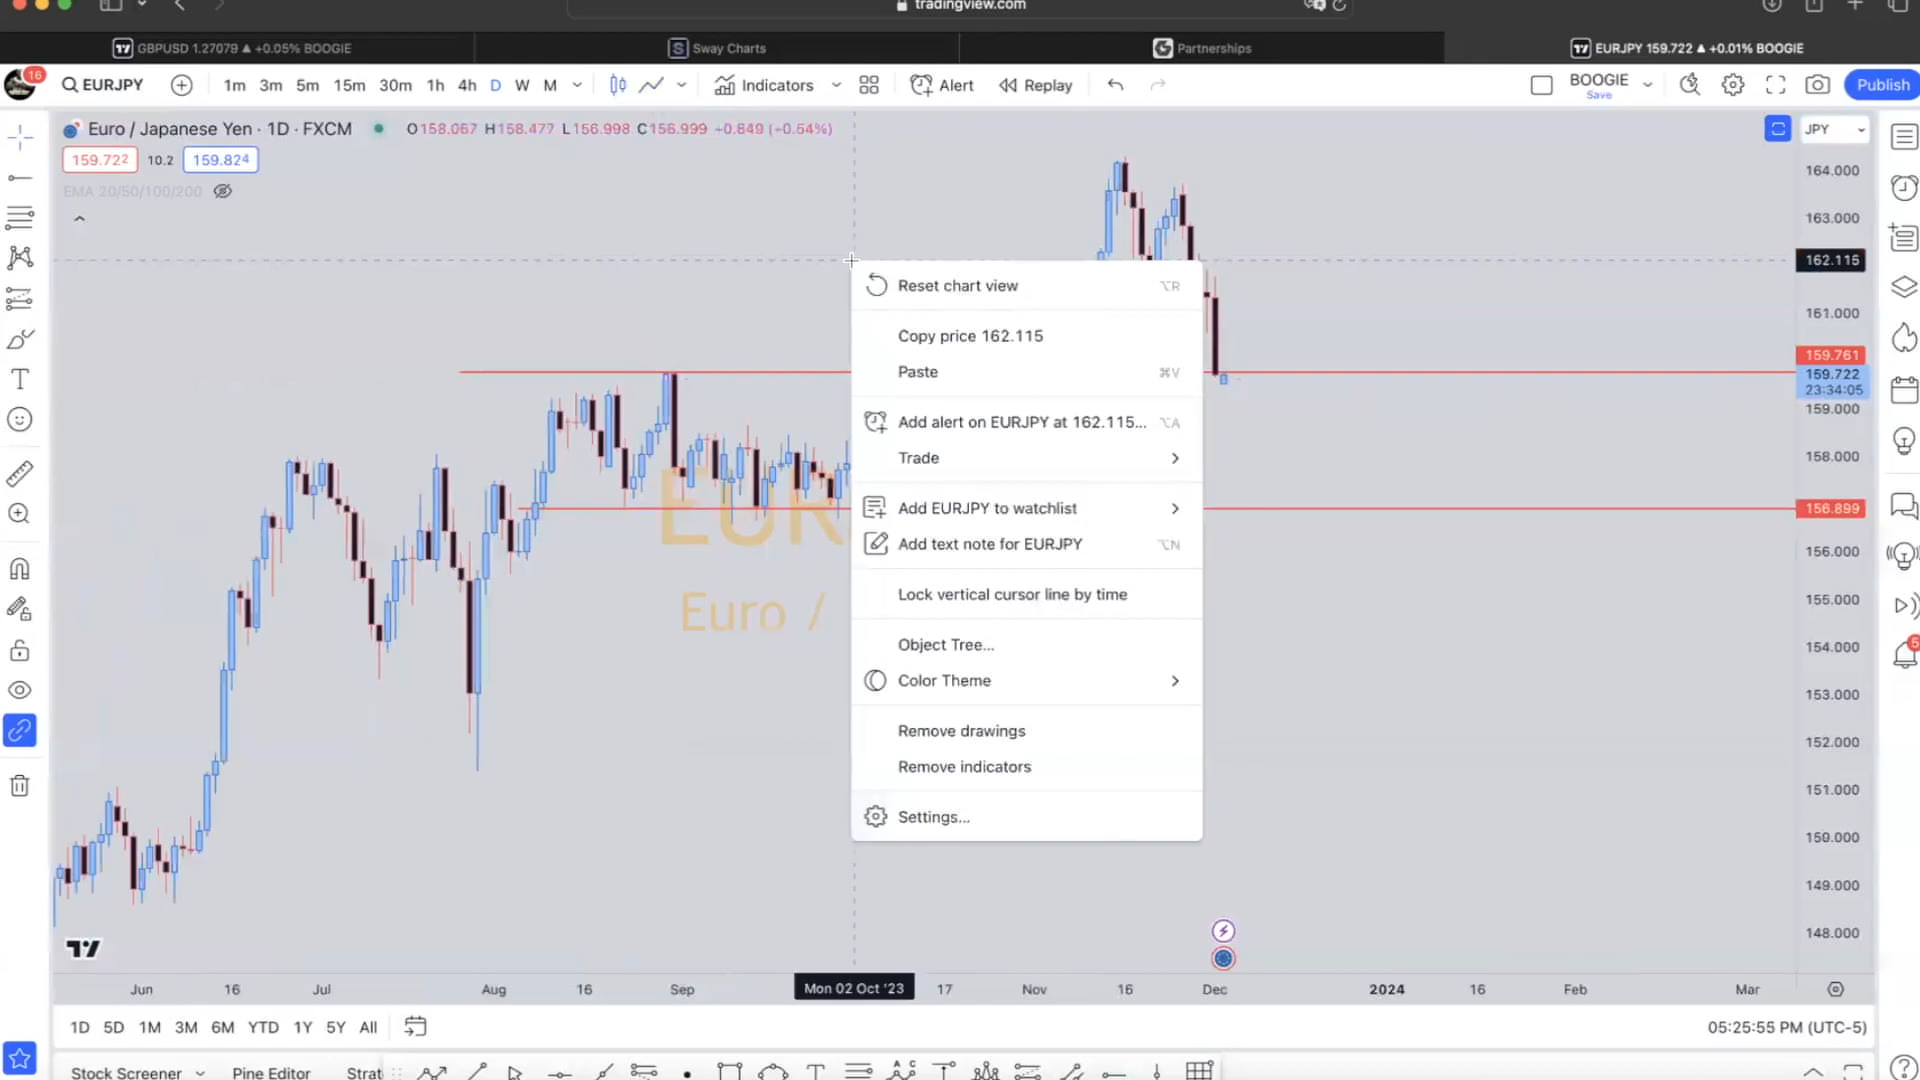 tradingview.com
GBPUSD 1.27079 ▲ +0.05% BOOGIE
Sway Charts
Partnerships
EURJPY 159.722 ▲ +0.01% BOOGIE
16
EURJPY
1m 3m 5m 15m 30m 1h 4h D W M
Indicators
Alert
Replay
BOOGIE
Save
Publish
Euro / Japanese Yen · 1D · FXCM
O158.067 H158.477 L156.998 C156.999 +0.849 (+0.54%)
JPY
159.722 10.2 159.824
EMA 20/50/100/200
164.000
163.000
162.115
161.000
159.761
159.722
23:34:05
159.000
158.000
156.899
156.000
155.000
154.000
153.000
152.000
151.000
150.000
149.000
148.000
Reset chart view ⌥R
Copy price 162.115
Paste ⌘V
Add alert on EURJPY at 162.115... ⌥A
Trade
Add EURJPY to watchlist
Add text note for EURJPY ⌥N
Lock vertical cursor line by time
Object Tree...
Color Theme
Remove drawings
Remove indicators
Settings...
EUR
Euro /
5
Jun 16 Jul Aug 16 Sep Mon 02 Oct '23 17 Nov 16 Dec 2024 16 Feb Mar
1D 5D 1M 3M 6M YTD 1Y 5Y All
05:25:55 PM (UTC-5)
Stock Screener Pine Editor Strat